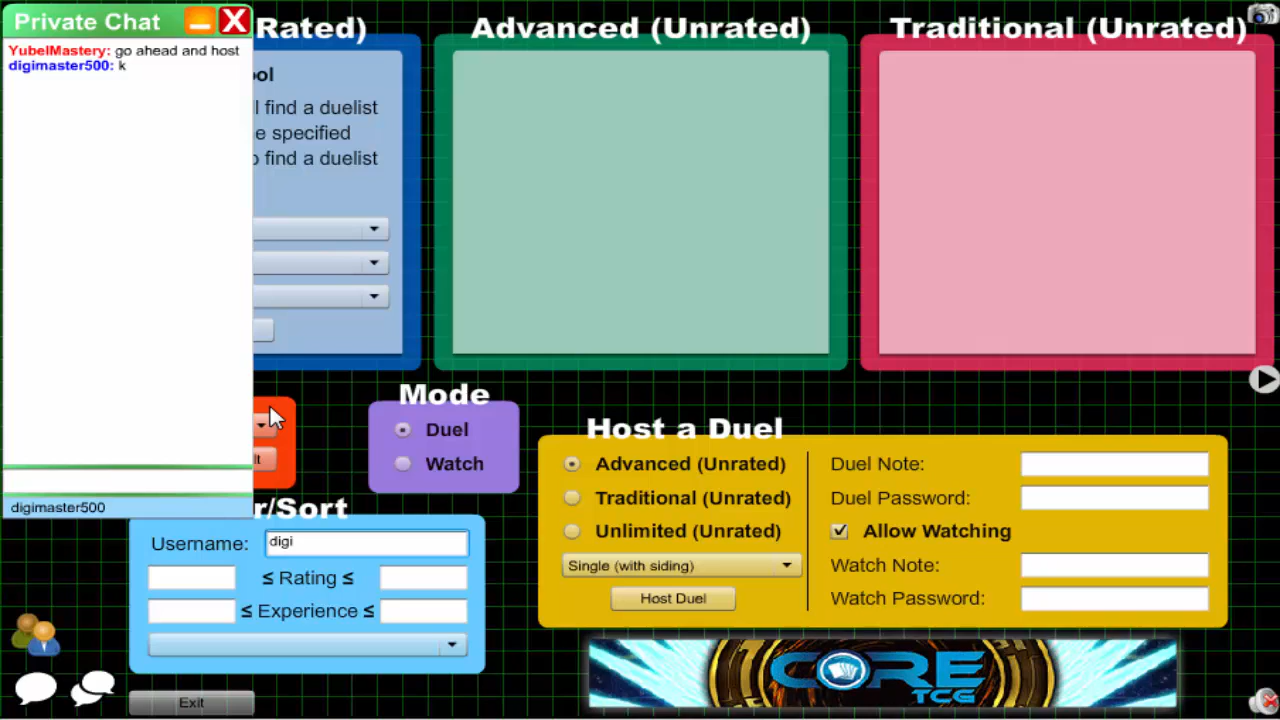 Private Chat
YubelMastery: go ahead and host
digimaster500: k
digimaster500
Rated)
ol
l find a duelist
e specified
o find a duelist
Advanced (Unrated)
Traditional (Unrated)
lt
Mode
Duel
Watch
r/Sort
Username: digi
≤ Rating ≤
≤ Experience ≤
Exit
Host a Duel
Advanced (Unrated)
Traditional (Unrated)
Unlimited (Unrated)
Single (with siding)
Host Duel
Duel Note:
Duel Password:
Allow Watching
Watch Note:
Watch Password:
CORE
TCG